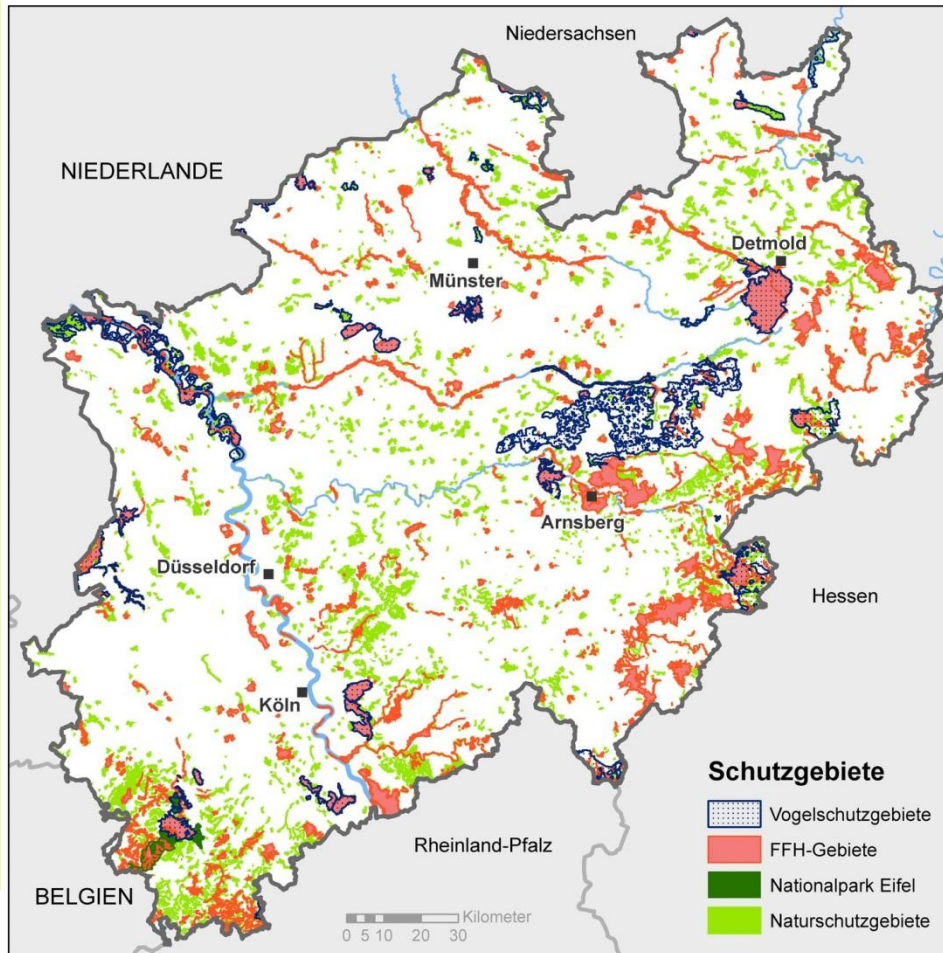 Niedersachsen
NIEDERLANDE
Detmold
Münster
Arnsberg
Düsseldorf
Hessen
Köln
Schutzgebiete
Vogelschutzgebiete
Rheinland-Pfalz
FFH-Gebiete
BELGIEN
Nationalpark Eifel
Kilometer
0 5 10 20 30
Naturschutzgebiete